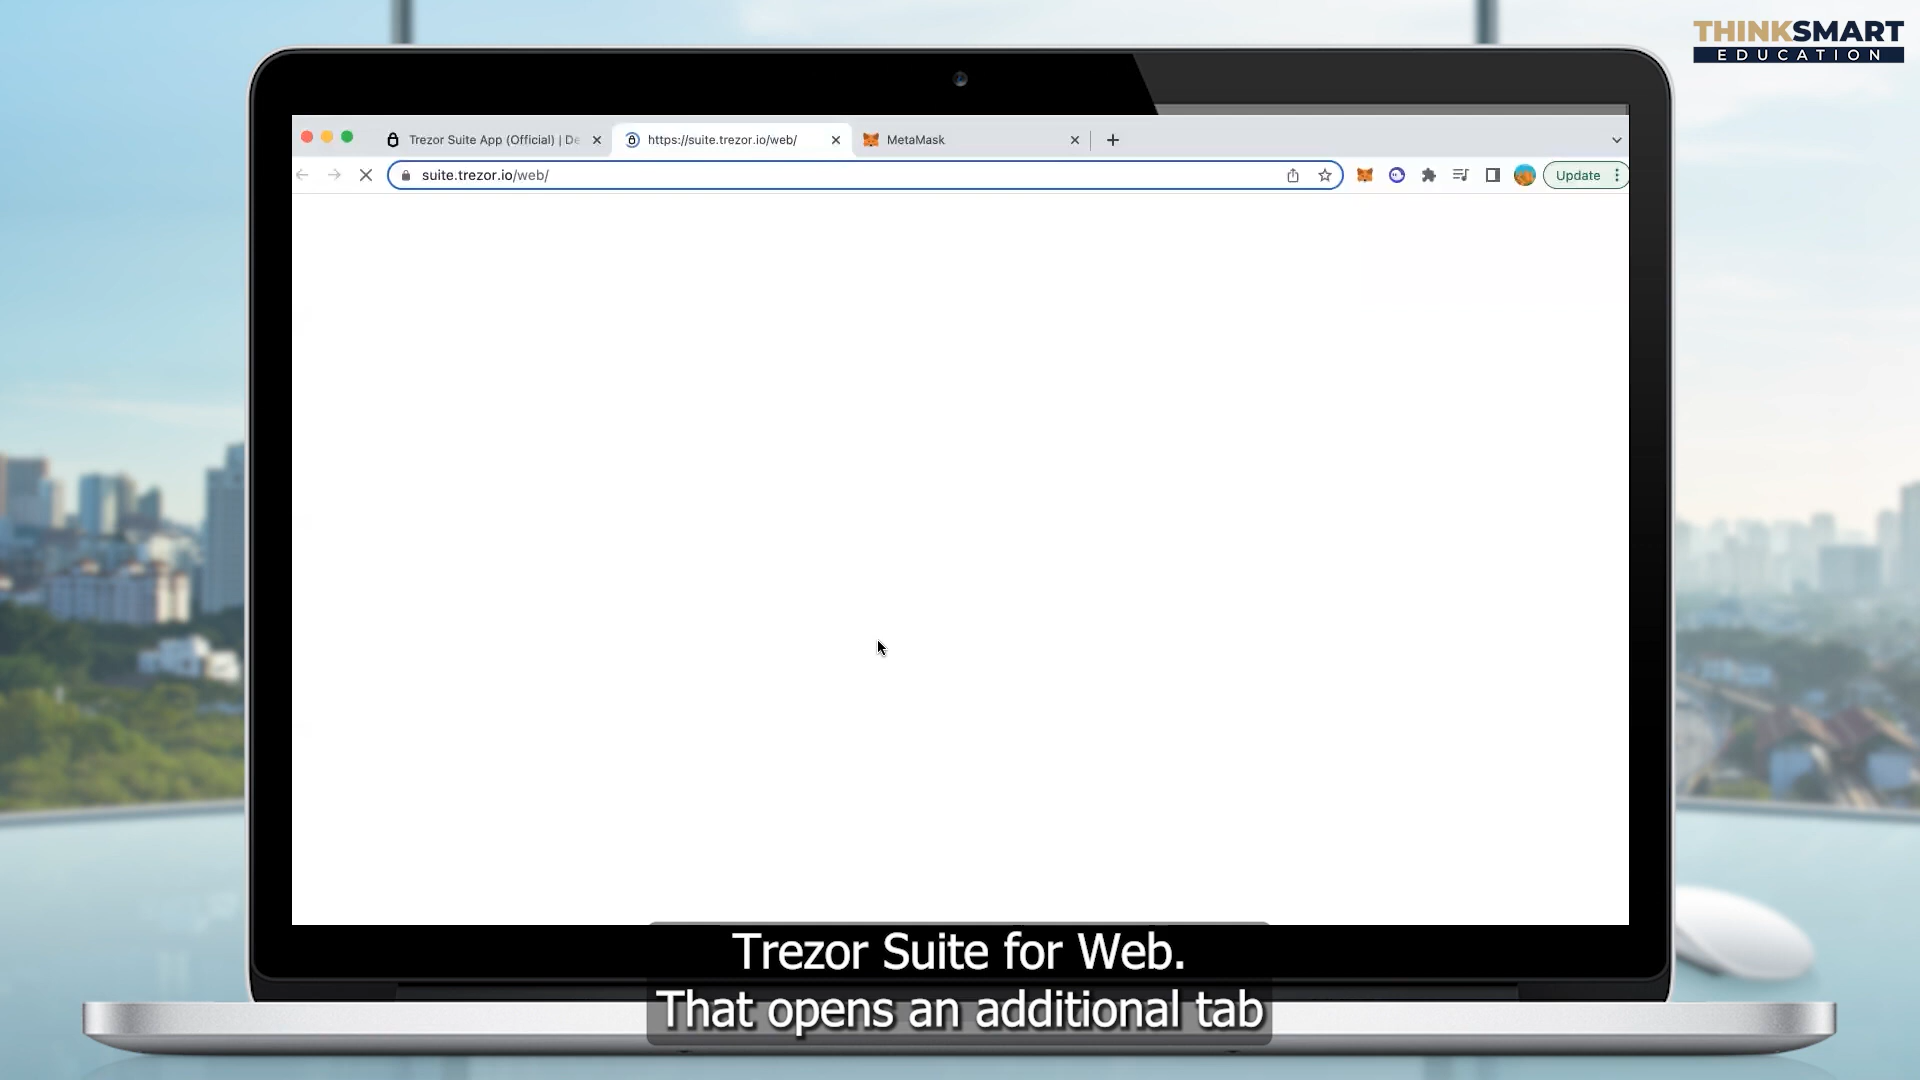 THINKSMART
EDUCATION
Trezor Suite App (Official) | De
https://suite.trezor.io/web/
MetaMask
suite.trezor.io/web/
Update
Trezor Suite for Web.
That opens an additional tab